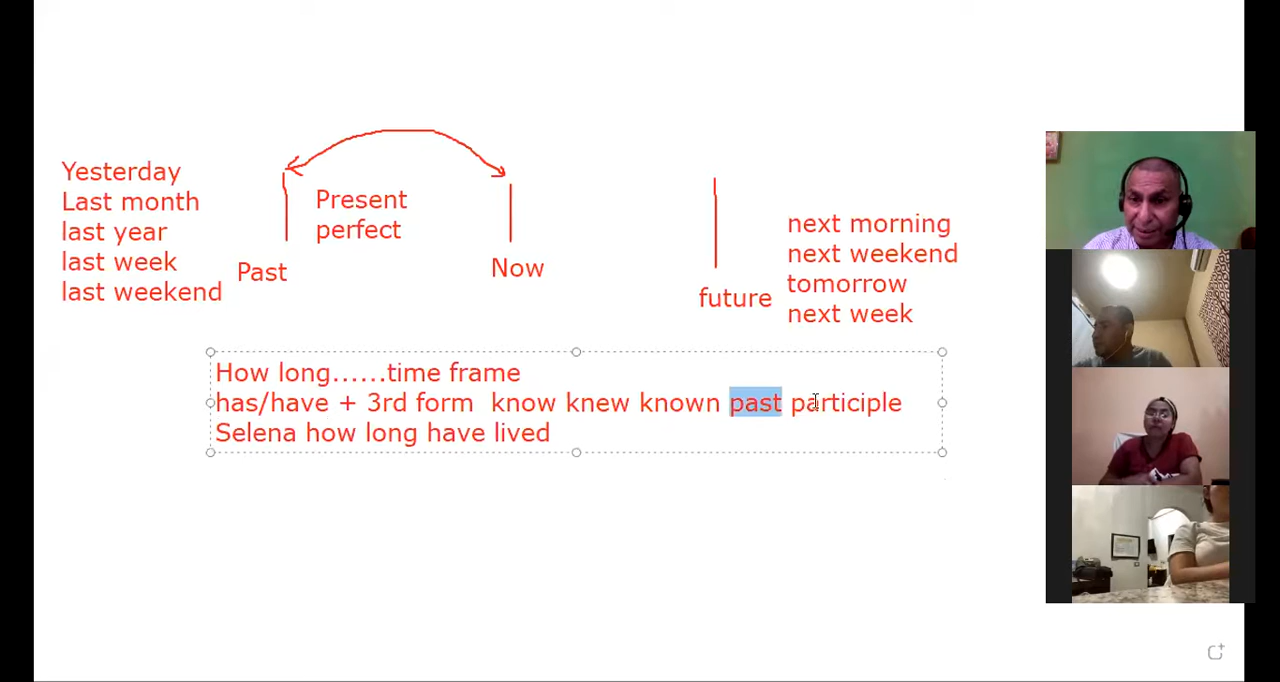 Yesterday
Last month
last year
last week
last weekend
Past
Present
perfect
Now
future
next morning
next weekend
tomorrow
next week
How long......time frame
has/have + 3rd form  know knew known past participle
Selena how long have lived